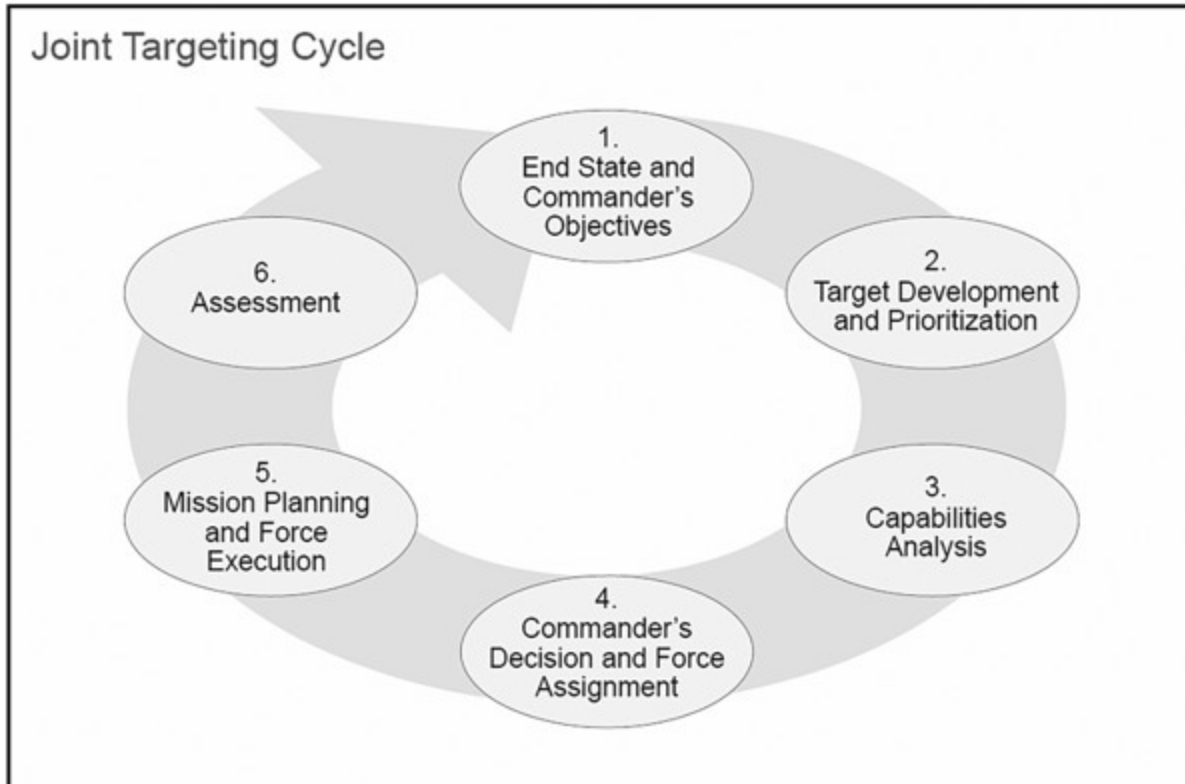 Joint Targeting Cycle
1.
End State and
Commander’s
Objectives
2.
Target Development
and Prioritization
3.
Capabilities
Analysis
4.
Commander’s
Decision and Force
Assignment
5.
Mission Planning
and Force
Execution
6.
Assessment